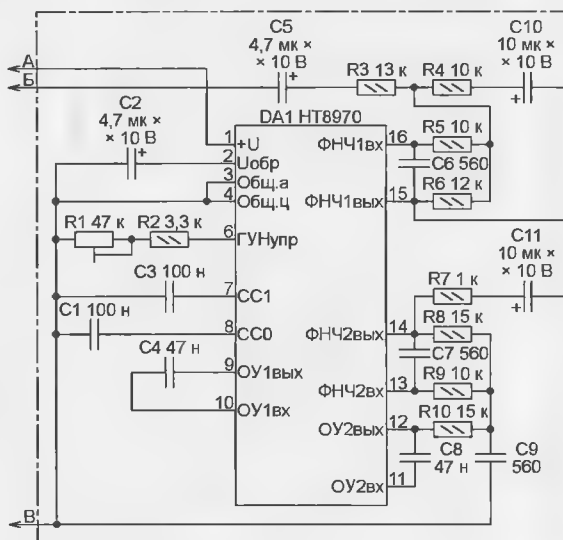 C5
4,7 мк ×
× 10 В
C10
10 мк ×
× 10 В
А
Б
R3 13 к
R4 10 к
C2
4,7 мк ×
× 10 В
DA1 HT8970
1
+U
2
Uобр
3
Общ.а
4
Общ.ц
6
ГУНупр
7
CC1
8
CC0
9
ОУ1вых
10
ОУ1вх
ФНЧ1вх
16
ФНЧ1вых
15
ФНЧ2вых
14
ФНЧ2вх
13
ОУ2вых
12
ОУ2вх
11
R5 10 к
C6 560
R6 12 к
R1 47 к
R2 3,3 к
C3 100 н
C1 100 н
C4 47 н
C11
10 мк ×
× 10 В
R7 1 к
R8 15 к
C7 560
R9 10 к
R10 15 к
C8
47 н
C9
560
В